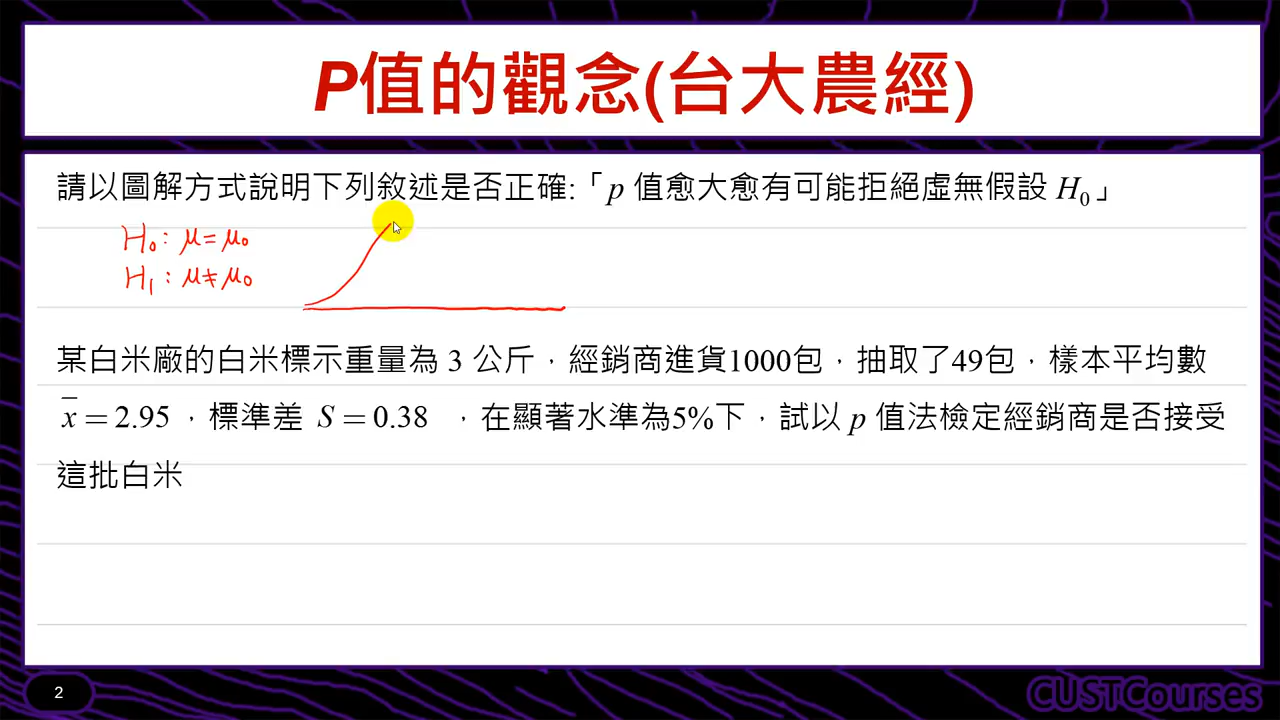 P值的觀念(台大農經)
請以圖解方式說明下列敘述是否正確:「p 值愈大愈有可能拒絕虛無假設 H₀」
H₀: μ=μ₀
H₁: μ≠μ₀
某白米廠的白米標示重量為 3 公斤，經銷商進貨1000包，抽取了49包，樣本平均數
x̄ = 2.95 ，標準差 S = 0.38 ，在顯著水準為5%下，試以 p 值法檢定經銷商是否接受
這批白米
2
CUSTCourses